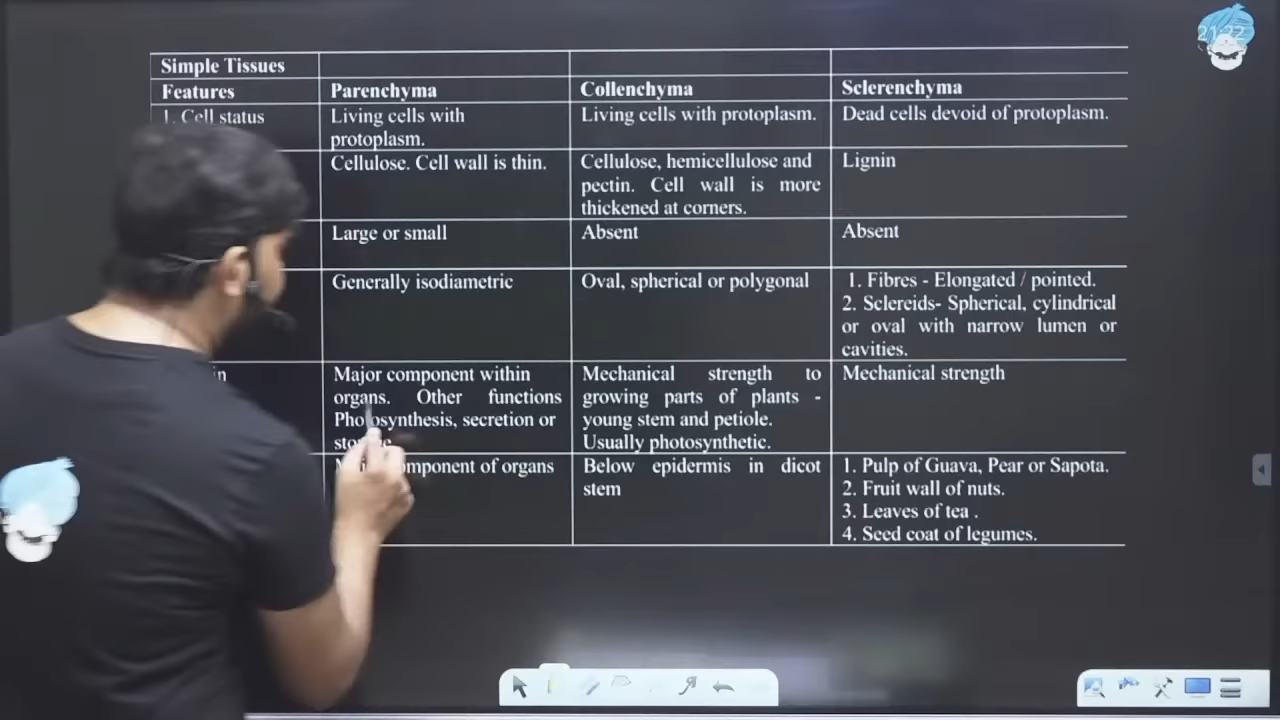 21:22
Simple Tissues
Features Parenchyma Collenchyma Sclerenchyma
1. Cell status
Living cells with
protoplasm.
Living cells with protoplasm.
Dead cells devoid of protoplasm.
Cellulose. Cell wall is thin.
Cellulose, hemicellulose and
pectin. Cell wall is more
thickened at corners.
Lignin
Large or small
Absent
Absent
Generally isodiametric
Oval, spherical or polygonal
1. Fibres - Elongated / pointed.
2. Sclereids- Spherical, cylindrical
or oval with narrow lumen or
cavities.
Major component within
organs. Other functions
Photosynthesis, secretion or
Mechanical strength to
growing parts of plants -
young stem and petiole.
Usually photosynthetic.
Mechanical strength
component of organs
Below epidermis in dicot
stem
1. Pulp of Guava, Pear or Sapota.
2. Fruit wall of nuts.
3. Leaves of tea .
4. Seed coat of legumes.